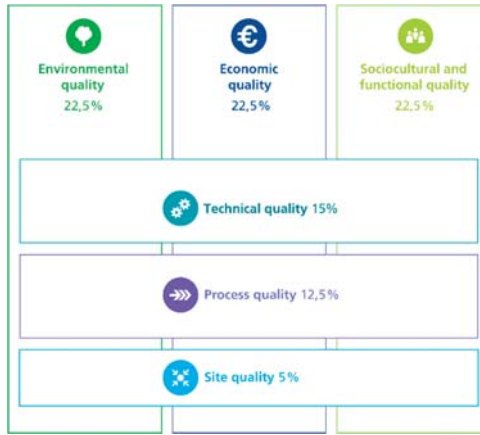 Environmental
quality
22,5%
Economic
quality
22,5%
Sociocultural and
functional quality
22,5%
Technical quality 15%
Process quality 12,5%
Site quality 5%